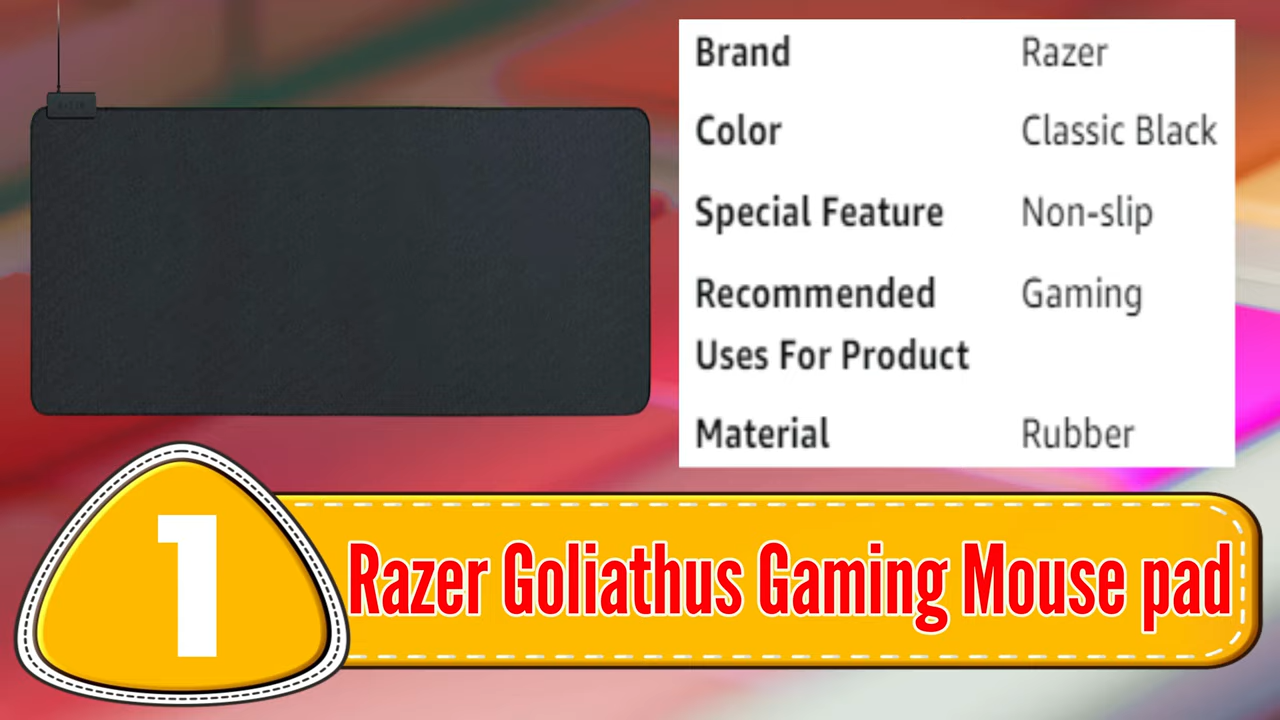 Brand Razer
Color Classic Black
Special Feature Non-slip
Recommended Gaming
Uses For Product
Material Rubber
1
Razer Goliathus Gaming Mouse pad